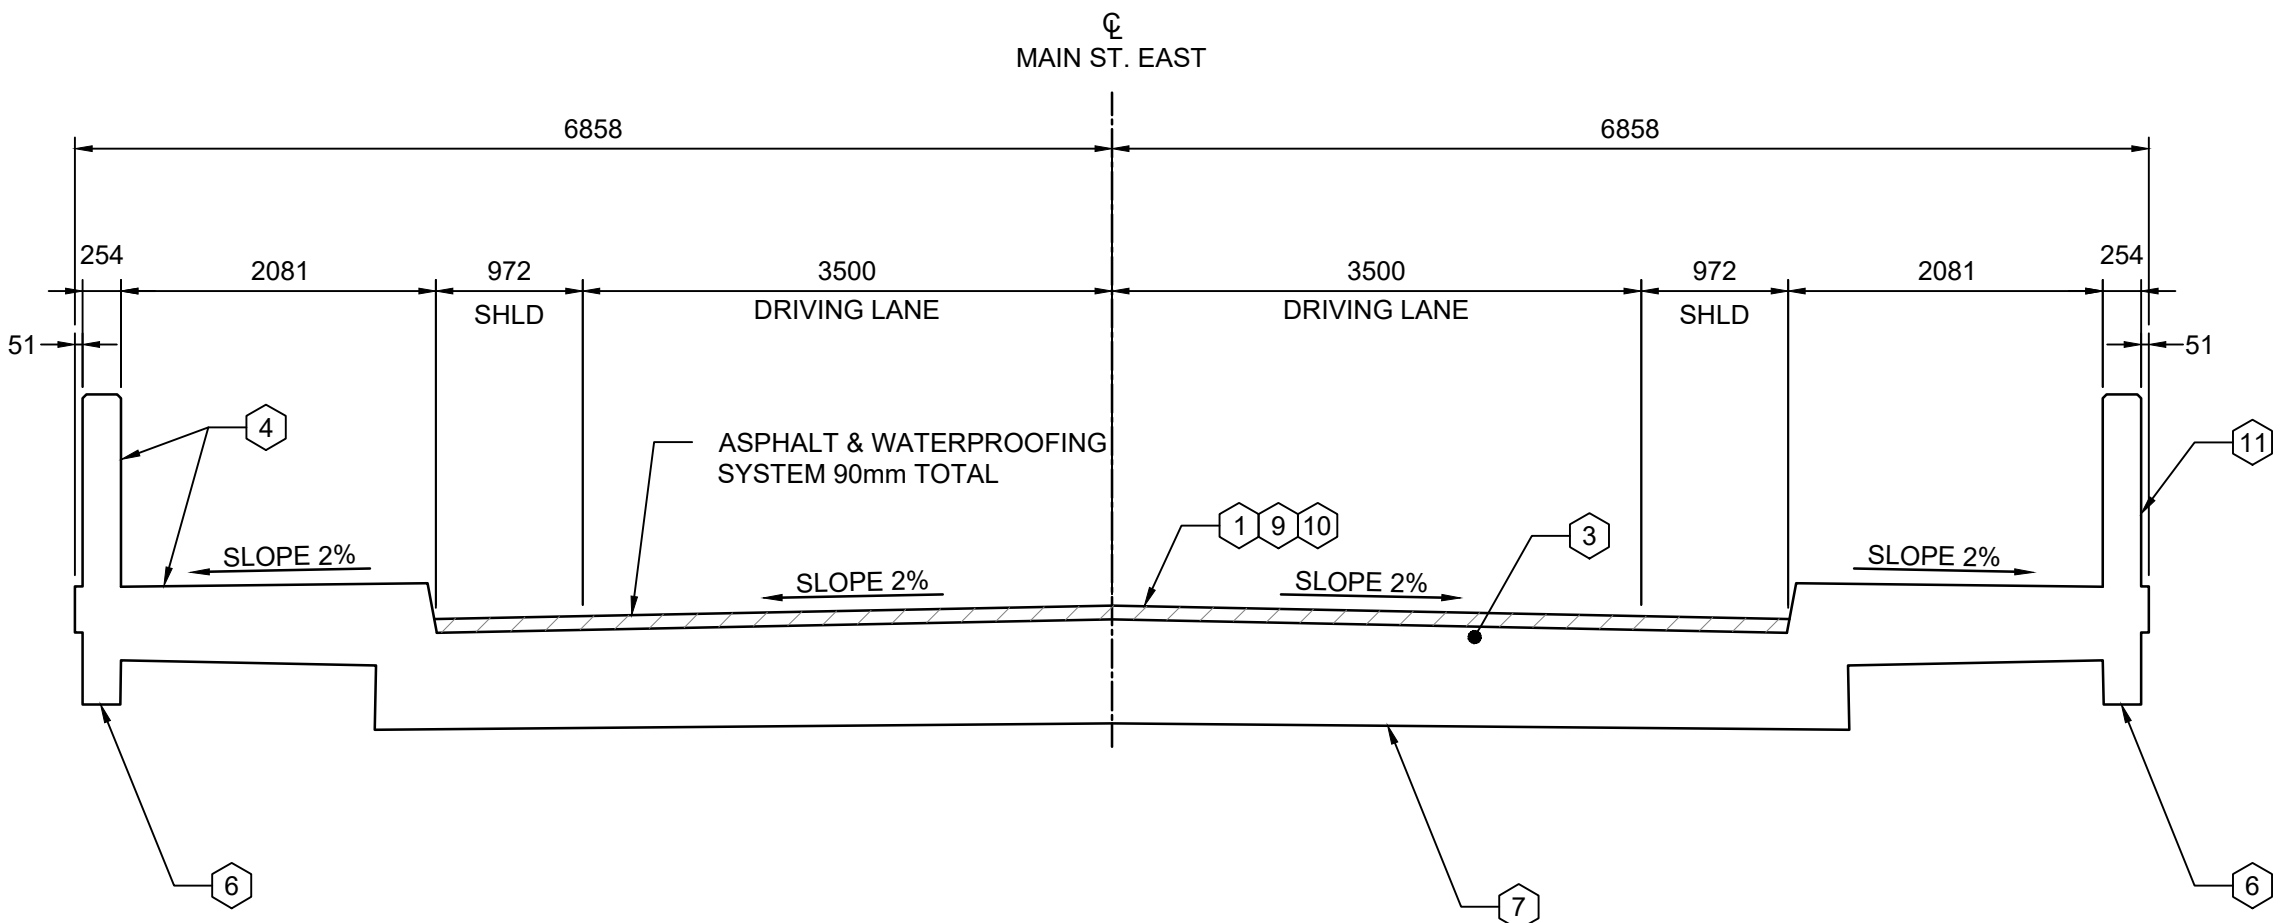 ℄
MAIN ST. EAST
6858 6858
254 2081 972 3500 3500 972 2081 254
SHLD DRIVING LANE DRIVING LANE SHLD
51 51
4 ASPHALT & WATERPROOFING 11
SYSTEM 90mm TOTAL
1 9 10 3
SLOPE 2% SLOPE 2% SLOPE 2% SLOPE 2%
6 7 6